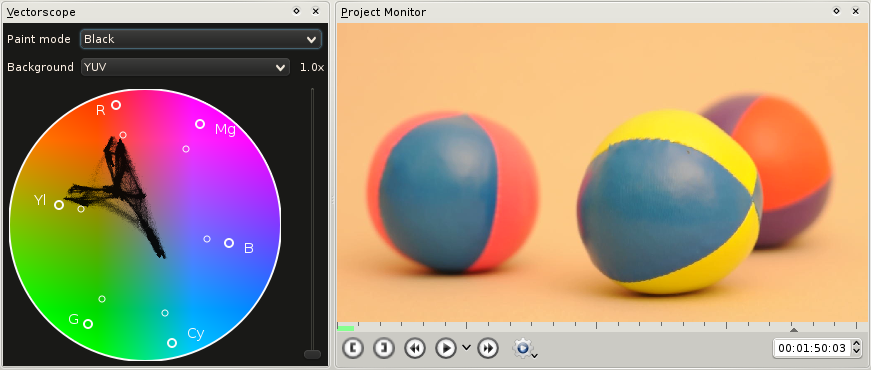 Vectorscope
Paint mode Black
Background YUV 1.0x
R
Mg
Yl
B
G
Cy
Project Monitor
00:01:50:03